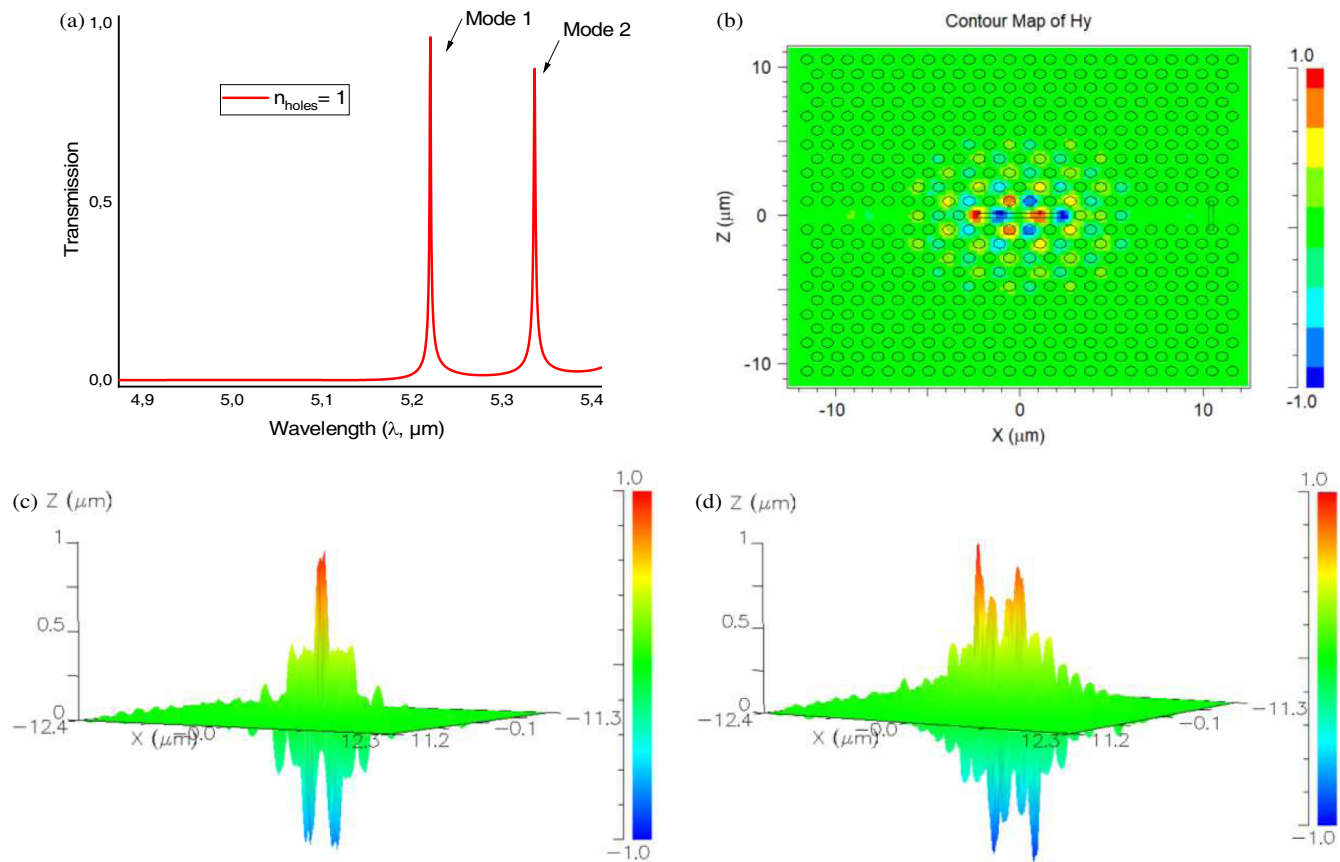 (a)
1,0
0,5
0,0
Transmission
Mode 1
Mode 2
n_holes= 1
4,9 5,0 5,1 5,2 5,3 5,4
Wavelength (λ, μm)
(b)
Contour Map of Hy
10
0
-10
Z (μm)
-10 0 10
X (μm)
1.0
-1.0
(c)
Z (μm)
1
0.5
0
−12.4
X (μm)
−0.0
12.3
11.2
−0.1
−11.3
1.0
−1.0
(d)
Z (μm)
1
0.5
0
−12.4
X (μm)
−0.0
12.3
11.2
−0.1
−11.3
1.0
−1.0